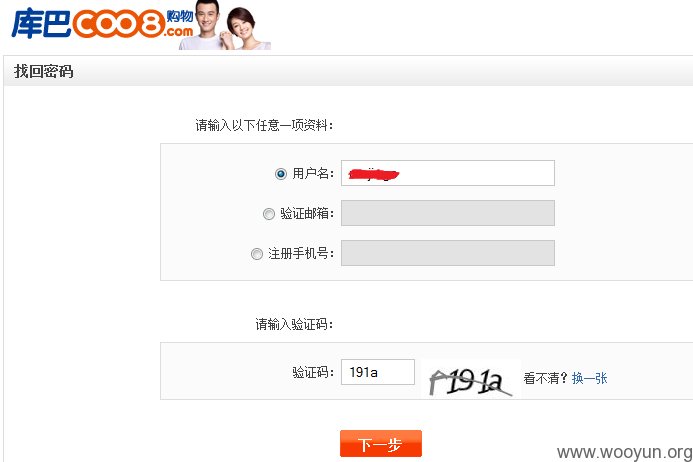 库巴COO8购物.com
找回密码
请输入以下任意一项资料：
用户名：
验证邮箱：
注册手机号：
请输入验证码：
验证码： 191a 191a 看不清？换一张
下一步
www.wooyun.org